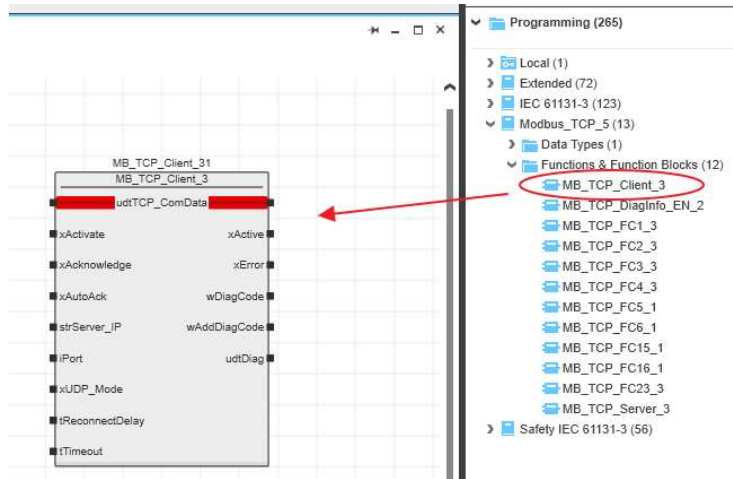 MB_TCP_Client_31
MB_TCP_Client_3
udtTCP_ComData
xActivate xActive
xAcknowledge xError
xAutoAck wDiagCode
strServer_IP wAddDiagCode
iPort udtDiag
xUDP_Mode
tReconnectDelay
tTimeout
Programming (265)
Local (1)
Extended (72)
IEC 61131-3 (123)
Modbus_TCP_5 (13)
Data Types (1)
Functions & Function Blocks (12)
MB_TCP_Client_3
MB_TCP_DiagInfo_EN_2
MB_TCP_FC1_3
MB_TCP_FC2_3
MB_TCP_FC3_3
MB_TCP_FC4_3
MB_TCP_FC5_1
MB_TCP_FC6_1
MB_TCP_FC15_1
MB_TCP_FC16_1
MB_TCP_FC23_3
MB_TCP_Server_3
Safety IEC 61131-3 (56)